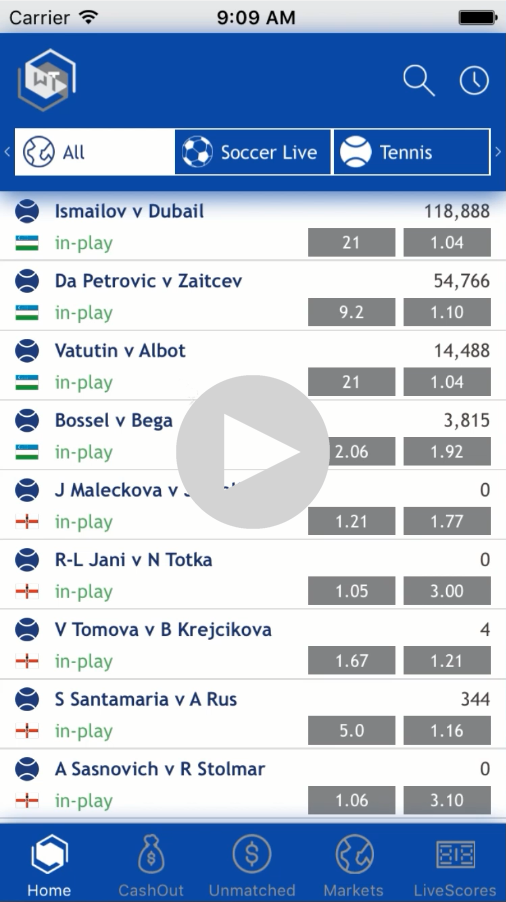 Carrier 9:09 AM
WT
All Soccer Live Tennis
Ismailov v Dubail 118,888
in-play 21 1.04
Da Petrovic v Zaitcev 54,766
in-play 9.2 1.10
Vatutin v Albot 14,488
in-play 21 1.04
Bossel v Bega 3,815
in-play 2.06 1.92
J Maleckova v 0
in-play 1.21 1.77
R-L Jani v N Totka 0
in-play 1.05 3.00
V Tomova v B Krejcikova 4
in-play 1.67 1.21
S Santamaria v A Rus 344
in-play 5.0 1.16
A Sasnovich v R Stolmar 0
in-play 1.06 3.10
Home CashOut Unmatched Markets LiveScores